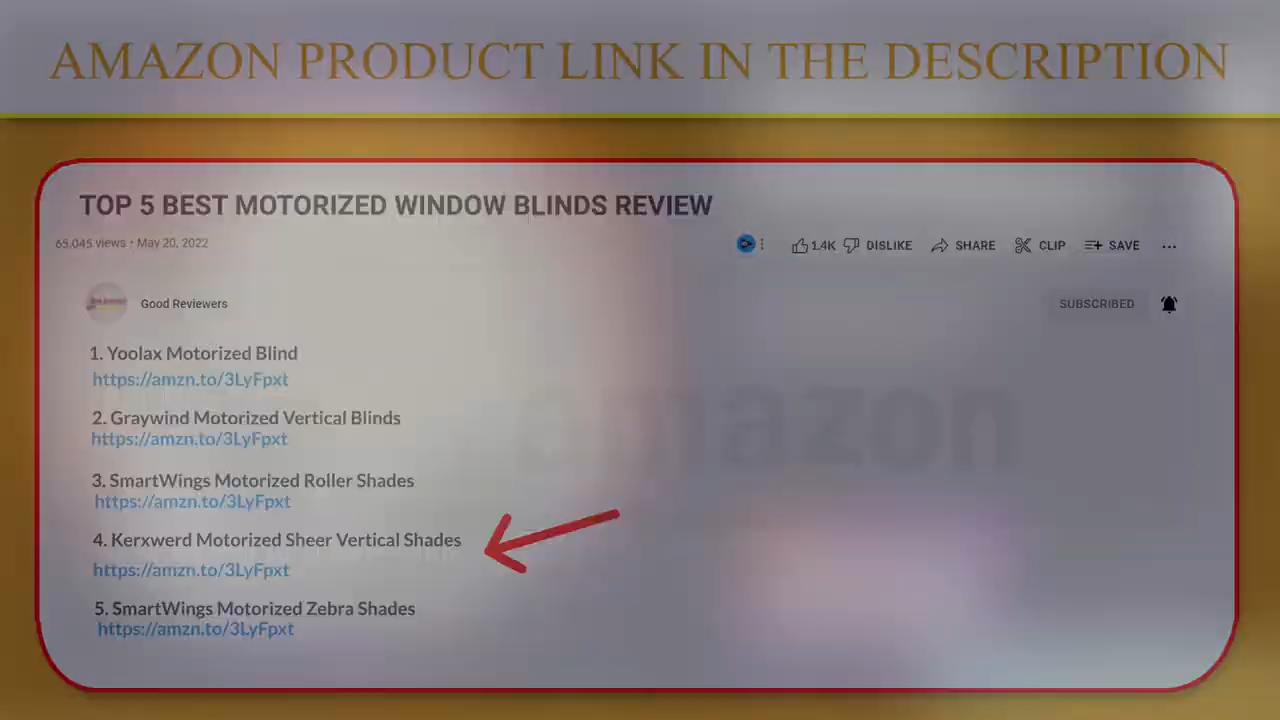 AMAZON PRODUCT LINK IN THE DESCRIPTION
TOP 5 BEST MOTORIZED WINDOW BLINDS REVIEW
65,045 views • May 20, 2022
1.4K DISLIKE SHARE CLIP SAVE
Good Reviewers
SUBSCRIBED
1. Yoolax Motorized Blind
https://amzn.to/3LyFpxt
2. Graywind Motorized Vertical Blinds
https://amzn.to/3LyFpxt
amazon
3. SmartWings Motorized Roller Shades
https://amzn.to/3LyFpxt
4. Kerxwerd Motorized Sheer Vertical Shades
https://amzn.to/3LyFpxt
5. SmartWings Motorized Zebra Shades
https://amzn.to/3LyFpxt